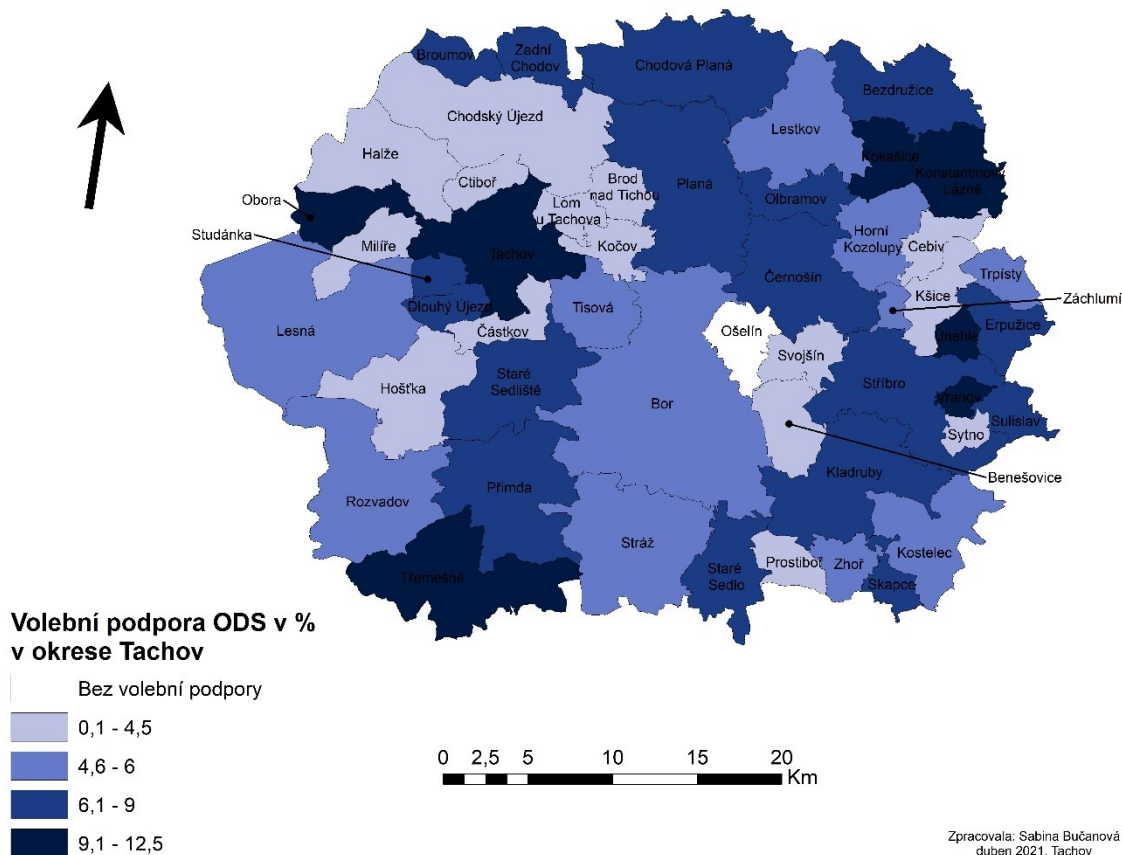 Broumov
Zadní
Chodov
Chodová Planá
Bezdružice
Chodský Újezd
Lestkov
Halže
Kokašice
Konstantinovy
Lázně
Ctiboř
Brod
nad Tichou
Planá
Obora
Lom
u Tachova
Olbramov
Studánka
Milíře
Tachov
Kočov
Horní
Kozolupy
Cebiv
Trpísty
Černošín
Kšice
Záchlumí
Dlouhý Újezd
Lesná
Tisová
Erpužice
Únehle
Částkov
Ošelín
Svojšín
Hošťka
Staré
Sedliště
Bor
Stříbro
Vranov
Sulislav
Sytno
Benešovice
Kladruby
Přimda
Rozvadov
Stráž
Kostelec
Třemešné
Staré
Sedlo
Prostiboř
Zhoř
Skapce
Volební podpora ODS v %
v okrese Tachov
Bez volební podpory
0,1 - 4,5
4,6 - 6
6,1 - 9
9,1 - 12,5
0 2,5 5 10 15 20
Km
Zpracovala: Sabina Bučanová
duben 2021, Tachov